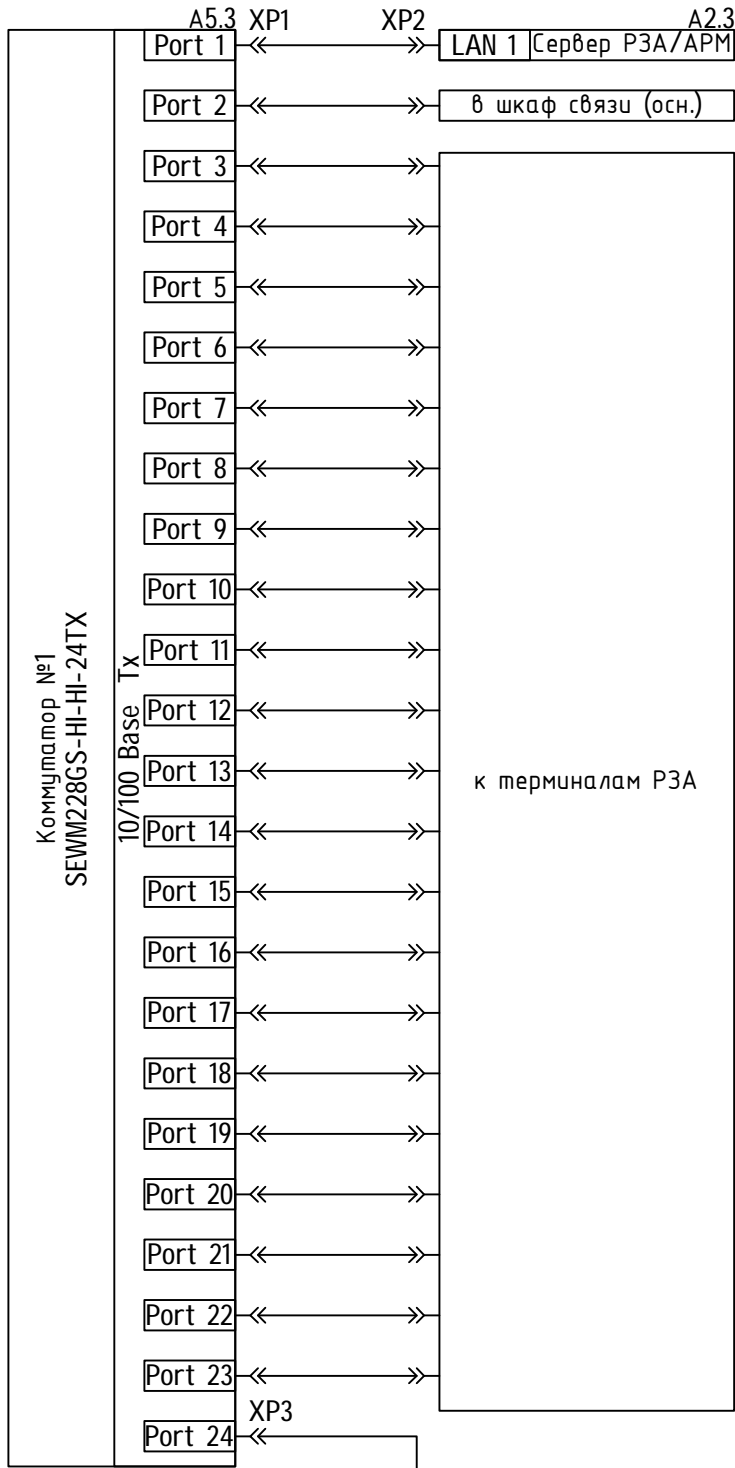 A5.3 XP1 XP2 A2.3
Port 1 LAN 1 Сервер РЗА/АРМ
Port 2 в шкаф связи (осн.)
Port 3
Port 4
Port 5
Port 6
Port 7
Port 8
Port 9
Port 10
Port 11
Port 12
Port 13
к терминалам РЗА
Port 14
Port 15
Port 16
Port 17
Port 18
Port 19
Port 20
Port 21
Port 22
Port 23
XP3
Port 24
Коммутатор №1
SEWM228GS-HI-HI-24TX
10/100 Base Tx